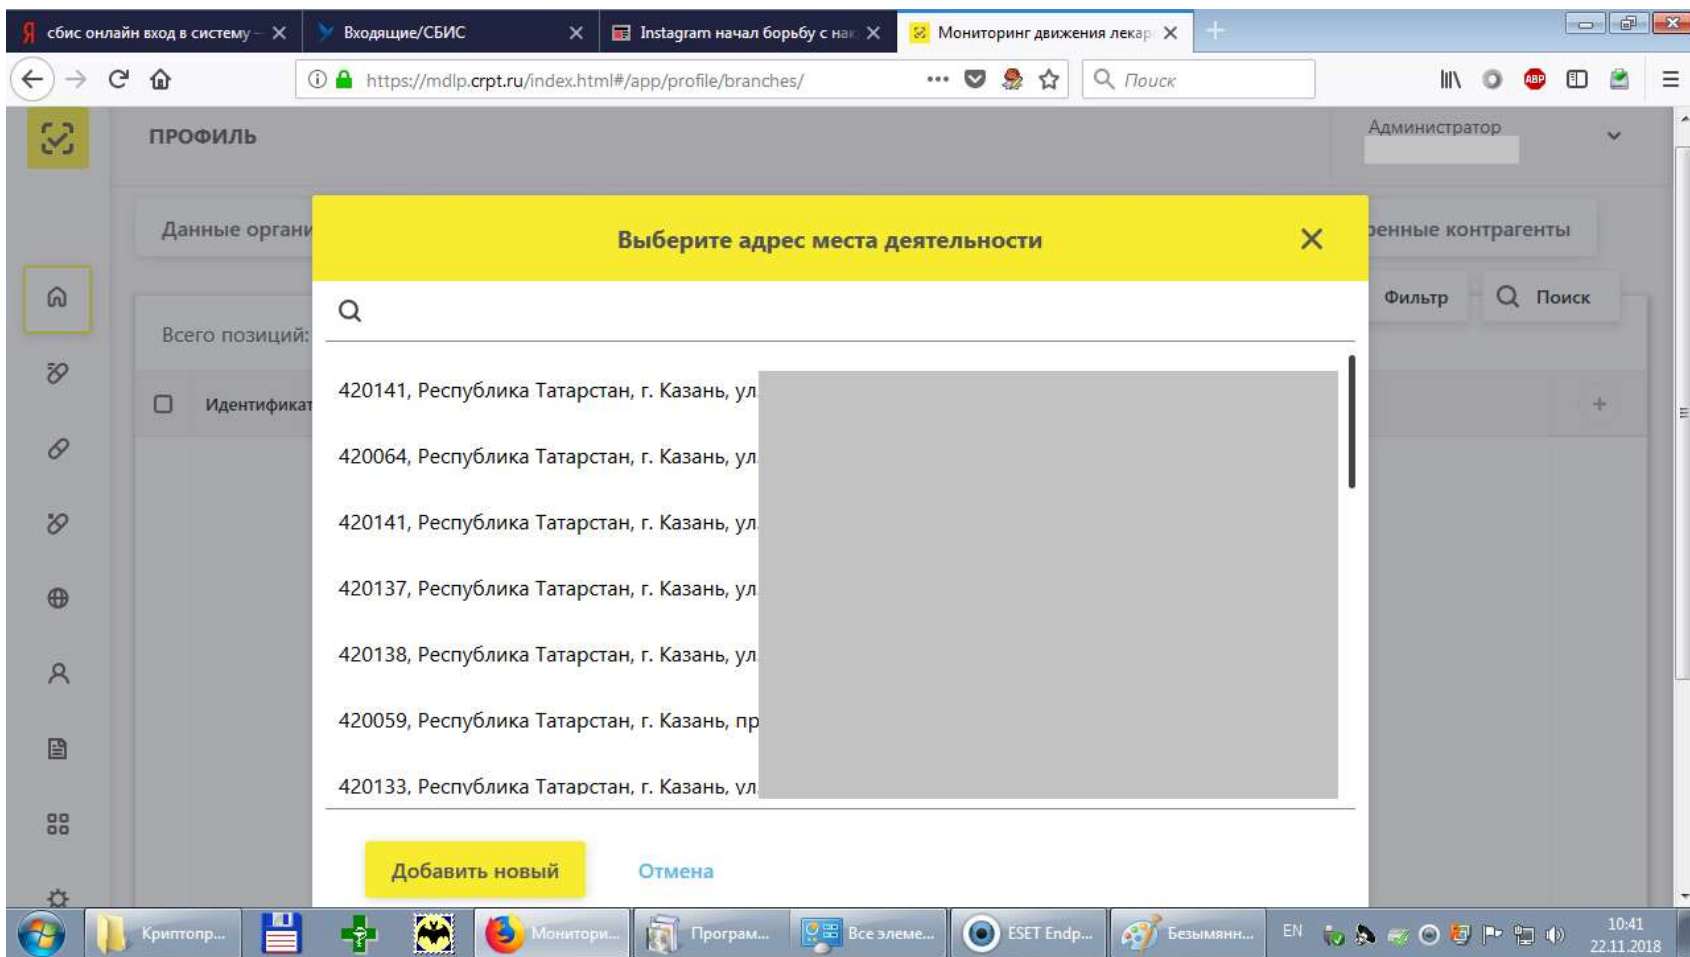 сбис онлайн вход в систему –
Входящие/СБИС
Instagram начал борьбу с нак
Мониторинг движения лекар
https://mdlp.crpt.ru/index.html#/app/profile/branches/
Поиск
ABP
ПРОФИЛЬ
Администратор
Данные органи
Выберите адрес места деятельности
ренные контрагенты
Фильтр
Поиск
Всего позиций:
Идентификат
420141, Республика Татарстан, г. Казань, ул.
420064, Республика Татарстан, г. Казань, ул.
420141, Республика Татарстан, г. Казань, ул.
420137, Республика Татарстан, г. Казань, ул.
420138, Республика Татарстан, г. Казань, ул.
420059, Республика Татарстан, г. Казань, пр
420133, Республика Татарстан, г. Казань, ул.
Добавить новый
Отмена
Криптопр...
Монитори...
Програм...
Все элеме...
ESET Endp...
Безымянн...
EN
10:41
22.11.2018